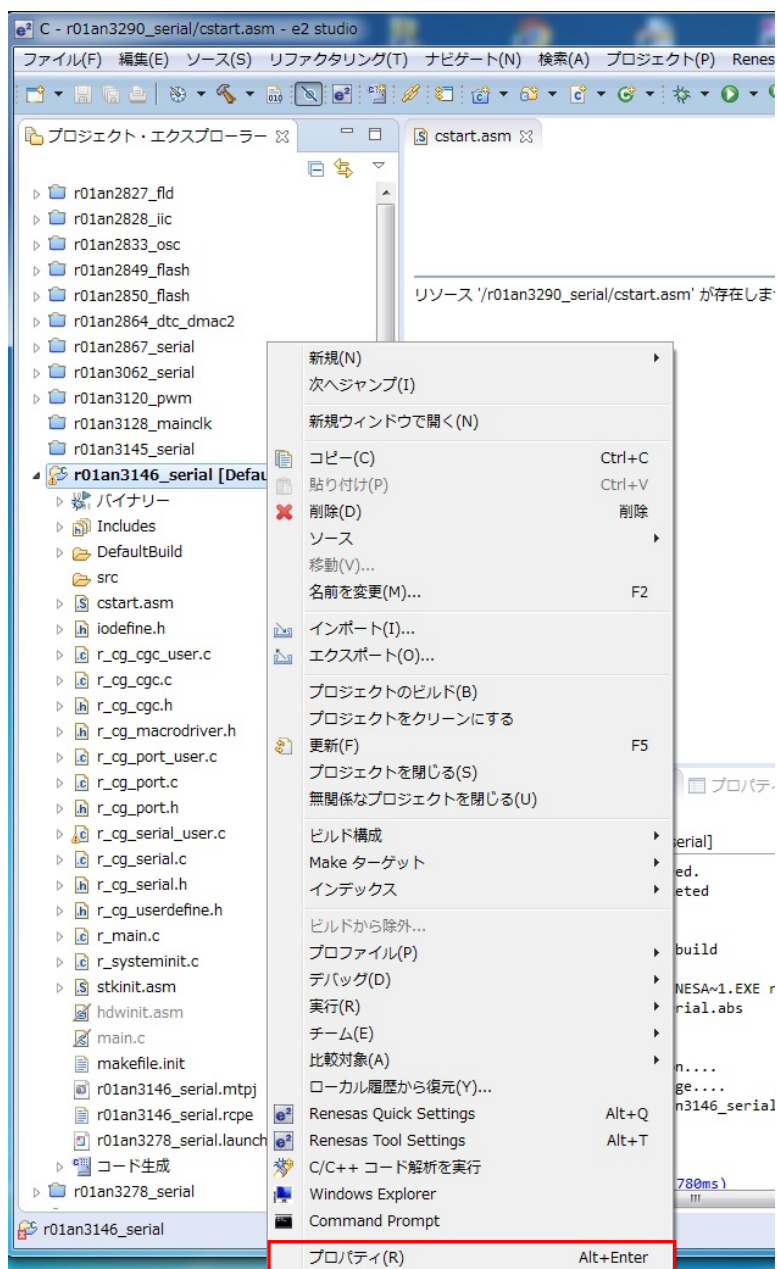 C - r01an3290_serial/cstart.asm - e2 studio
ファイル(F) 編集(E) ソース(S) リファクタリング(T) ナビゲート(N) 検索(A) プロジェクト(P) Renes
プロジェクト・エクスプローラー
cstart.asm
r01an2827_fld
r01an2828_iic
r01an2833_osc
r01an2849_flash
r01an2850_flash
リソース '/r01an3290_serial/cstart.asm' が存在しま
r01an2864_dtc_dmac2
r01an2867_serial
r01an3062_serial
r01an3120_pwm
r01an3128_mainclk
r01an3145_serial
r01an3146_serial [Defau
バイナリー
Includes
DefaultBuild
src
cstart.asm
iodefine.h
r_cg_cgc_user.c
r_cg_cgc.c
r_cg_cgc.h
r_cg_macrodriver.h
r_cg_port_user.c
r_cg_port.c
r_cg_port.h
r_cg_serial_user.c
r_cg_serial.c
r_cg_serial.h
r_cg_userdefine.h
r_main.c
r_systeminit.c
stkinit.asm
hdwinit.asm
main.c
makefile.init
r01an3146_serial.mtpj
r01an3146_serial.rcpe
r01an3278_serial.launch
コード生成
r01an3278_serial
r01an3146_serial
新規(N)
次へジャンプ(I)
新規ウィンドウで開く(N)
コピー(C) Ctrl+C
貼り付け(P) Ctrl+V
削除(D) 削除
ソース
移動(V)...
名前を変更(M)... F2
インポート(I)...
エクスポート(O)...
プロジェクトのビルド(B)
プロジェクトをクリーンにする
更新(F) F5
プロジェクトを閉じる(S)
無関係なプロジェクトを閉じる(U)
ビルド構成
Make ターゲット
インデックス
ビルドから除外...
プロファイル(P)
デバッグ(D)
実行(R)
チーム(E)
比較対象(A)
ローカル履歴から復元(Y)...
Renesas Quick Settings Alt+Q
Renesas Tool Settings Alt+T
C/C++ コード解析を実行
Windows Explorer
Command Prompt
プロパティ(R) Alt+Enter
プロパティ
serial]
ed.
eted
build
NESA~1.EXE r
rial.abs
n....
ge....
n3146_serial
780ms)